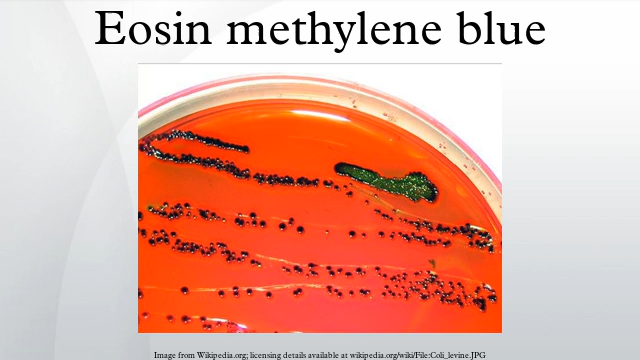 Eosin methylene blue
Image from Wikipedia.org; licensing details available at wikipedia.org/wiki/File:Coli_levine.JPG